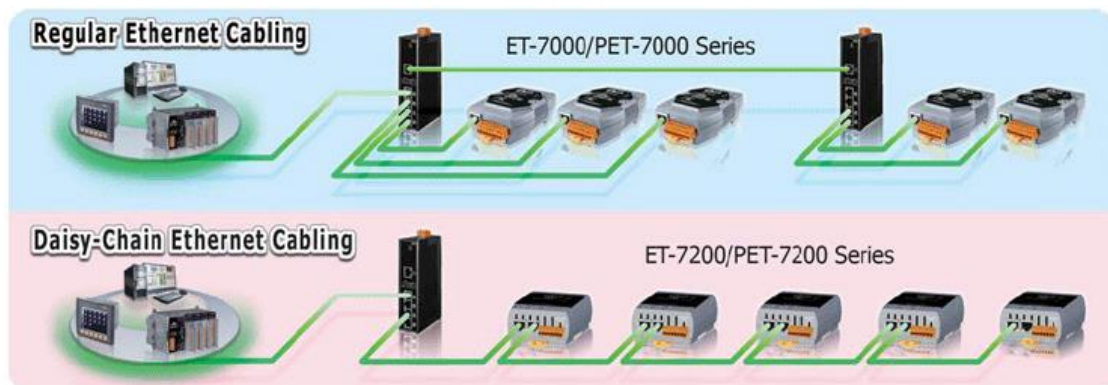 Regular Ethernet Cabling
ET-7000/PET-7000 Series
Daisy-Chain Ethernet Cabling
ET-7200/PET-7200 Series